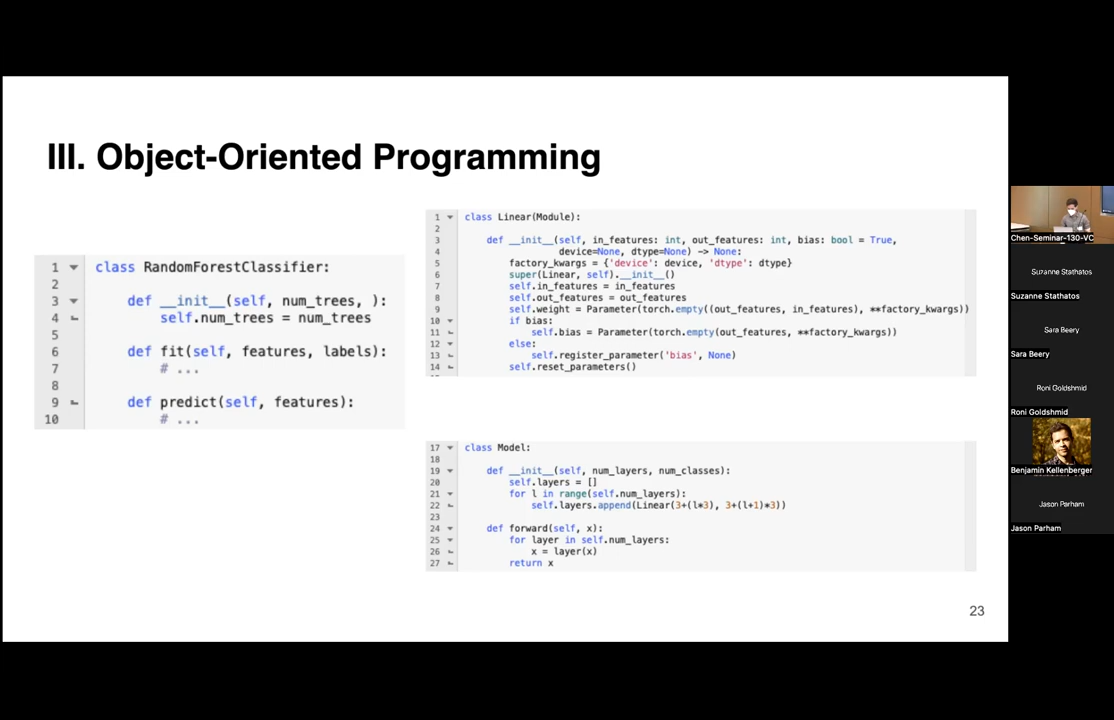 III. Object-Oriented Programming
1 class RandomForestClassifier:
2
3 def __init__(self, num_trees, ):
4 self.num_trees = num_trees
5
6 def fit(self, features, labels):
7 # ...
8
9 def predict(self, features):
10 # ...
1 class Linear(Module):
2
3 def __init__(self, in_features: int, out_features: int, bias: bool = True,
4 device=None, dtype=None) -> None:
5 factory_kwargs = {'device': device, 'dtype': dtype}
6 super(Linear, self).__init__()
7 self.in_features = in_features
8 self.out_features = out_features
9 self.weight = Parameter(torch.empty((out_features, in_features), **factory_kwargs))
10 if bias:
11 self.bias = Parameter(torch.empty(out_features, **factory_kwargs))
12 else:
13 self.register_parameter('bias', None)
14 self.reset_parameters()
17 class Model:
18
19 def __init__(self, num_layers, num_classes):
20 self.layers = []
21 for l in range(self.num_layers):
22 self.layers.append(Linear(3+(l*3), 3+(l+1)*3))
23
24 def forward(self, x):
25 for layer in self.num_layers:
26 x = layer(x)
27 return x
23
Chen-Seminar-130-VC
Suzanne Stathatos
Suzanne Stathatos
Sara Beery
Sara Beery
Roni Goldshmid
Roni Goldshmid
Benjamin Kellenberger
Jason Parham
Jason Parham